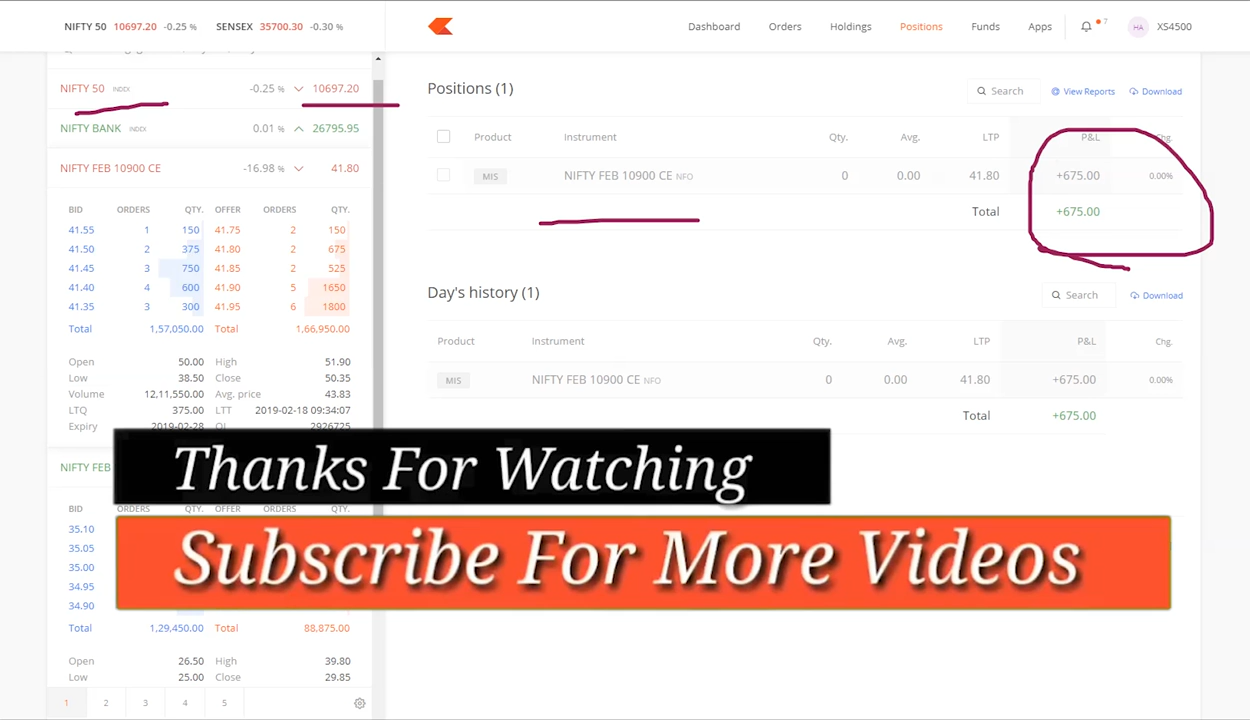 NIFTY 50 10697.20 -0.25 % SENSEX 35700.30 -0.30 %
Dashboard Orders Holdings Positions Funds Apps 7 HA XS4500
NIFTY 50 INDEX -0.25 % 10697.20
NIFTY BANK INDEX 0.01 % 26795.95
NIFTY FEB 10900 CE -16.98 % 41.80
BID ORDERS QTY. OFFER ORDERS QTY.
41.55 1 150 41.75 2 150
41.50 2 375 41.80 2 675
41.45 3 750 41.85 2 525
41.40 4 600 41.90 5 1650
41.35 3 300 41.95 6 1800
Total 1,57,050.00 Total 1,66,950.00
Open 50.00 High 51.90
Low 38.50 Close 50.35
Volume 12,11,550.00 Avg. price 43.83
LTQ 375.00 LTT 2019-02-18 09:34:07
Expiry 2019-02-28 OI 2926725
NIFTY FEB
BID ORDERS QTY. OFFER ORDERS QTY.
35.10
35.05
35.00
34.95
34.90
Total 1,29,450.00 Total 88,875.00
Open 26.50 High 39.80
Low 25.00 Close 29.85
1 2 3 4 5
Positions (1) Search View Reports Download
Product Instrument Qty. Avg. LTP P&L Chg.
MIS NIFTY FEB 10900 CE NFO 0 0.00 41.80 +675.00 0.00%
Total +675.00
Day's history (1) Search Download
Product Instrument Qty. Avg. LTP P&L Chg.
MIS NIFTY FEB 10900 CE NFO 0 0.00 41.80 +675.00 0.00%
Total +675.00
Thanks For Watching
Subscribe For More Videos